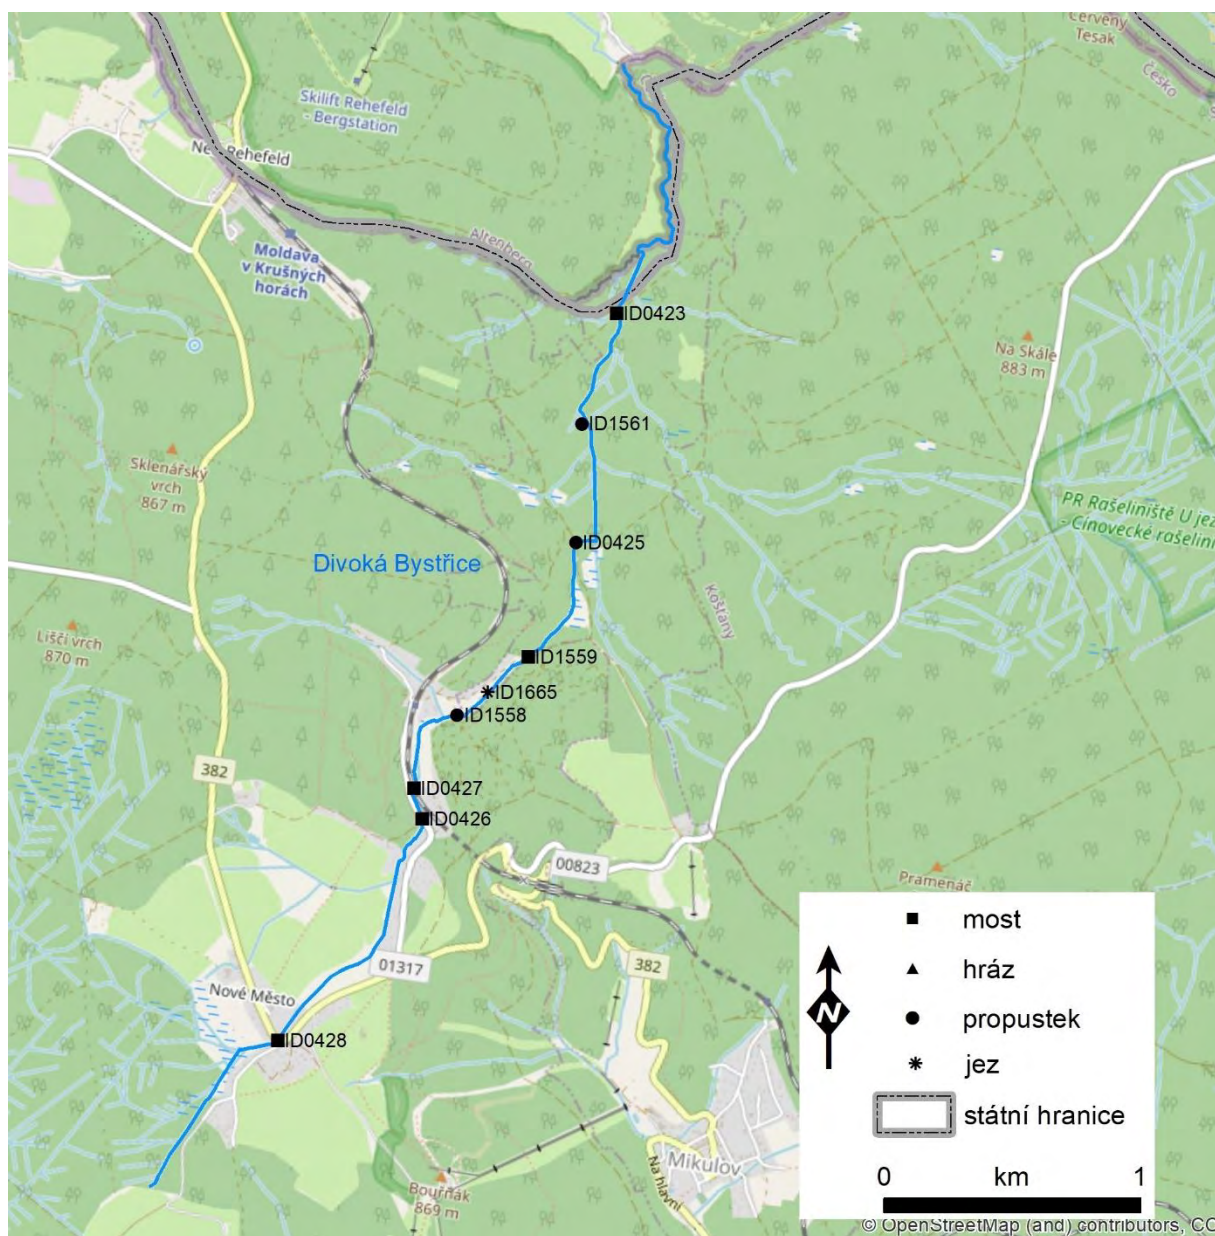 Červený
Tesák
Česko
Skilift Rehefeld
- Bergstation
Neu Rehefeld
Altenberg
Moldava
v Krušných
horách
ID0423
Na Skále
883 m
ID1561
Sklenářský
vrch
867 m
PR Rašeliniště U jez
- Cínovecké rašelini
ID0425
Divoká Bystřice
Košťany
Liščí vrch
870 m
ID1559
ID1665
ID1558
382
ID0427
ID0426
00823
Pramenáč
01317
382
Nové Město
ID0428
Mikulov
Na hlavní
Bouřňák
869 m
most
hráz
N
propustek
jez
státní hranice
0 km 1
© OpenStreetMap (and) contributors, CC